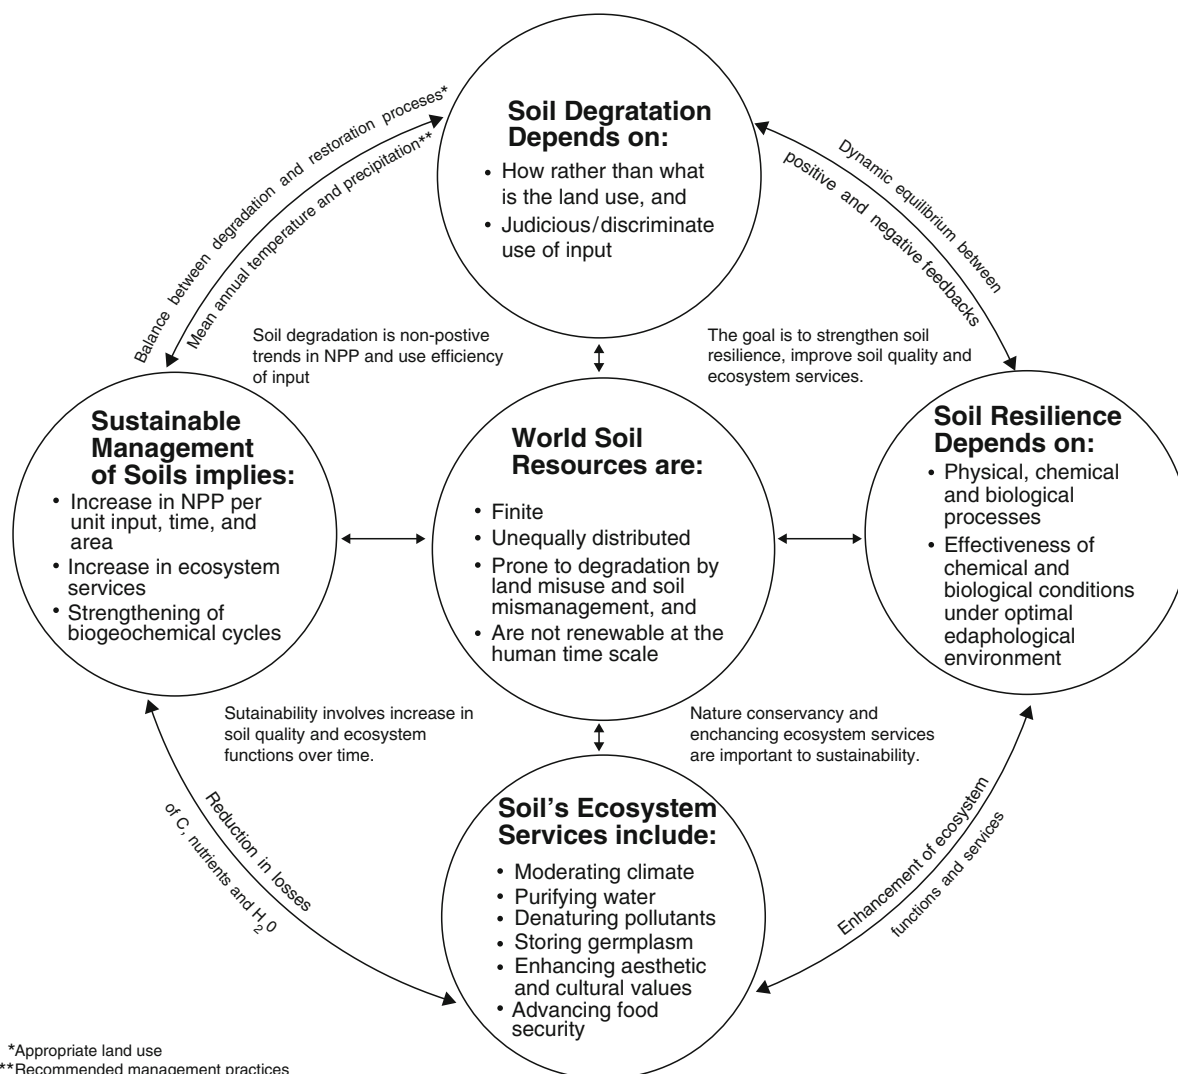 Soil Degratation
Depends on:
• How rather than what
is the land use, and
• Judicious/discriminate
use of input
Balance between degradation and restoration proceses*
Mean annual temperature and precipitation**
Dynamic equilibrium between
positive and negative feedbacks
Soil degradation is non-postive
trends in NPP and use efficiency
of input
The goal is to strengthen soil
resilience, improve soil quality and
ecosystem services.
Sustainable
Management
of Soils implies:
• Increase in NPP per
unit input, time, and
area
• Increase in ecosystem
services
• Strengthening of
biogeochemical cycles
World Soil
Resources are:
• Finite
• Unequally distributed
• Prone to degradation by
land misuse and soil
mismanagement, and
• Are not renewable at the
human time scale
Soil Resilience
Depends on:
• Physical, chemical
and biological
processes
• Effectiveness of
chemical and
biological conditions
under optimal
edaphological
environment
Sutainability involves increase in
soil quality and ecosystem
functions over time.
Nature conservancy and
enchancing ecosystem services
are important to sustainability.
Reduction in losses
of C, nutrients and H₂0
Enhancement of ecosystem
functions and services
Soil's Ecosystem
Services include:
• Moderating climate
• Purifying water
• Denaturing pollutants
• Storing germplasm
• Enhancing aesthetic
and cultural values
• Advancing food
security
*Appropriate land use
**Recommended management practices